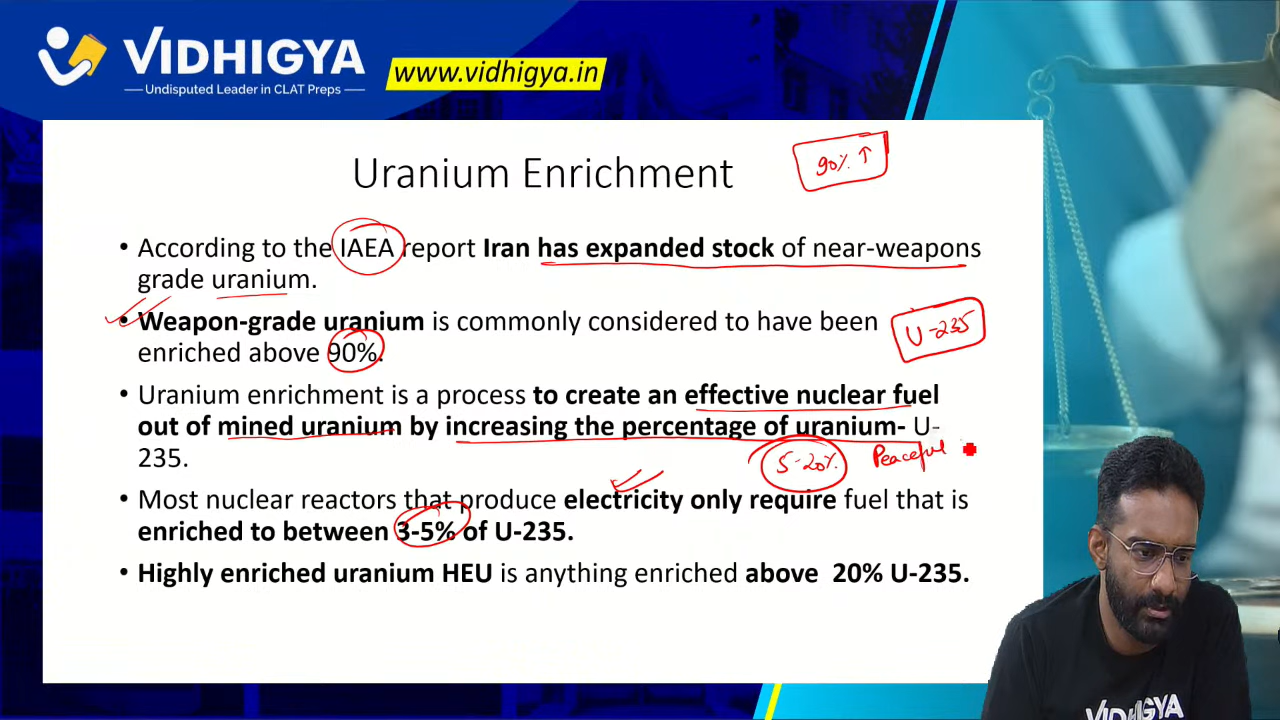 VIDHIGYA
Undisputed Leader in CLAT Preps
www.vidhigya.in
Uranium Enrichment
90% ↑
• According to the IAEA report Iran has expanded stock of near-weapons
grade uranium.
• Weapon-grade uranium is commonly considered to have been
enriched above 90%.
U-235
• Uranium enrichment is a process to create an effective nuclear fuel
out of mined uranium by increasing the percentage of uranium- U-
235.
5-20% Peaceful
• Most nuclear reactors that produce electricity only require fuel that is
enriched to between 3-5% of U-235.
• Highly enriched uranium HEU is anything enriched above 20% U-235.
VIDHIGYA